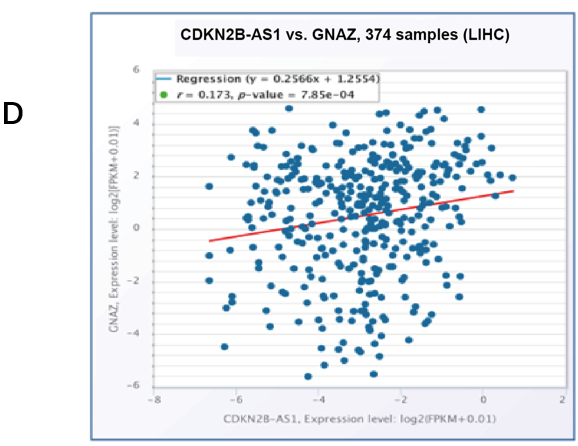 CDKN2B-AS1 vs. GNAZ, 374 samples (LIHC)
D
Regression (y = 0.2566x + 1.2554)
r = 0.173, p-value = 7.85e-04
GNAZ, Expression level: log2[FPKM+0.01)]
6
4
2
0
-2
-4
-6
-8 -6 -4 -2 0 2
CDKN2B-AS1, Expression level: log2(FPKM+0.01)